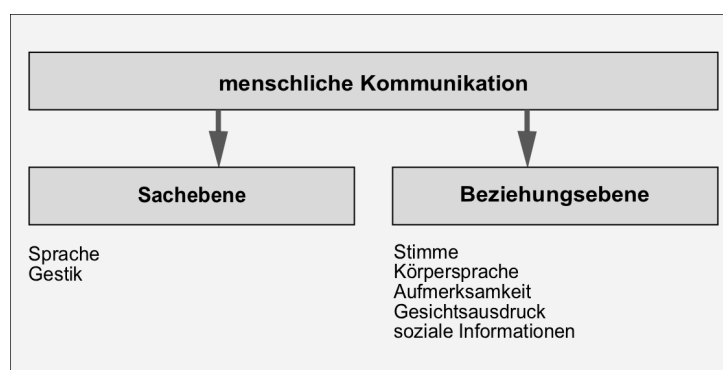 menschliche Kommunikation
Sachebene
Beziehungsebene
Sprache
Gestik
Stimme
Körpersprache
Aufmerksamkeit
Gesichtsausdruck
soziale Informationen